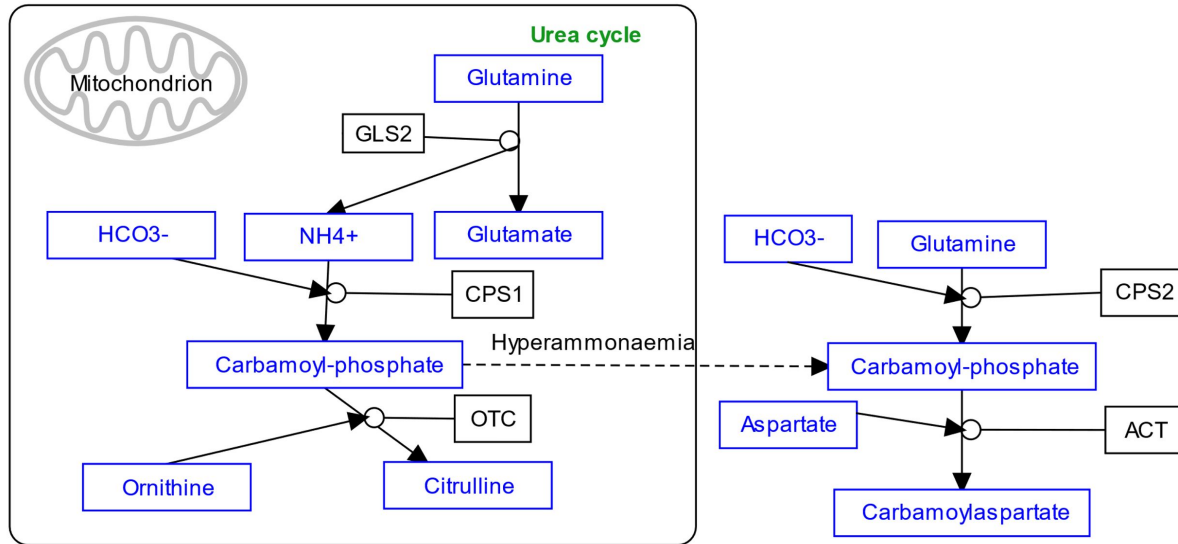 Urea cycle
Mitochondrion
Glutamine
GLS2
HCO3-
NH4+
Glutamate
CPS1
Carbamoyl-phosphate
Hyperammonaemia
OTC
Ornithine
Citrulline
HCO3-
Glutamine
CPS2
Carbamoyl-phosphate
Aspartate
ACT
Carbamoylaspartate